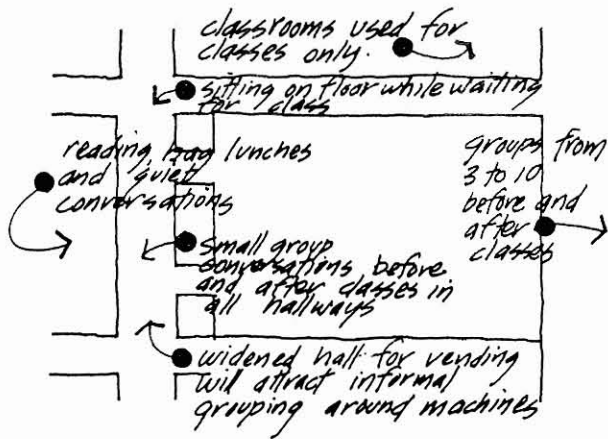 classrooms used for
classes only.
sitting on floor while waiting
for class
reading, bag lunches
and quiet
conversations
groups from
3 to 10
before and
after
classes
small group
conversations before
and after classes in
all hallways
widened hall for vending
will attract informal
grouping around machines